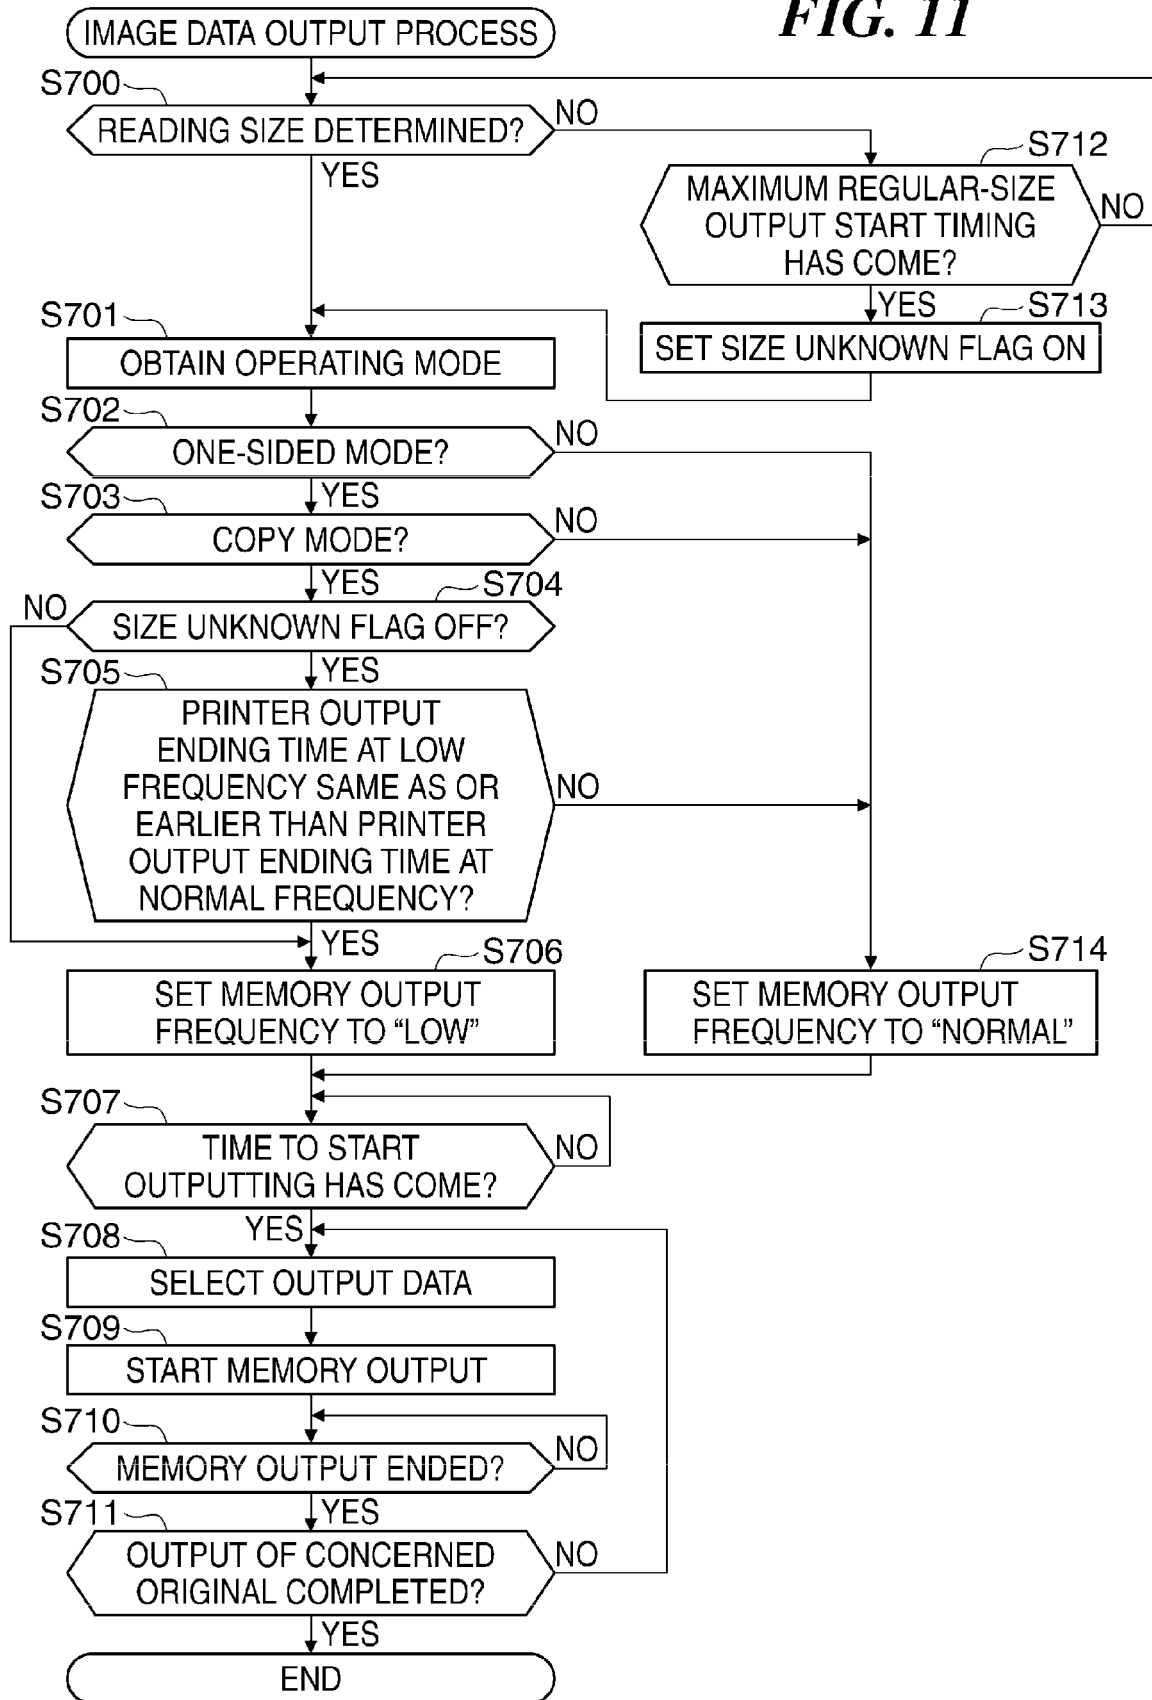 FIG. 11
IMAGE DATA OUTPUT PROCESS
S700
READING SIZE DETERMINED?
NO
YES
S712
MAXIMUM REGULAR-SIZE
OUTPUT START TIMING
HAS COME?
NO
YES
S713
SET SIZE UNKNOWN FLAG ON
S701
OBTAIN OPERATING MODE
S702
ONE-SIDED MODE?
NO
YES
S703
COPY MODE?
NO
YES
S704
NO
SIZE UNKNOWN FLAG OFF?
YES
S705
PRINTER OUTPUT
ENDING TIME AT LOW
FREQUENCY SAME AS OR
EARLIER THAN PRINTER
OUTPUT ENDING TIME AT
NORMAL FREQUENCY?
NO
YES
S706
SET MEMORY OUTPUT
FREQUENCY TO “LOW”
S714
SET MEMORY OUTPUT
FREQUENCY TO “NORMAL”
S707
TIME TO START
OUTPUTTING HAS COME?
NO
YES
S708
SELECT OUTPUT DATA
S709
START MEMORY OUTPUT
S710
MEMORY OUTPUT ENDED?
NO
YES
S711
OUTPUT OF CONCERNED
ORIGINAL COMPLETED?
NO
YES
END